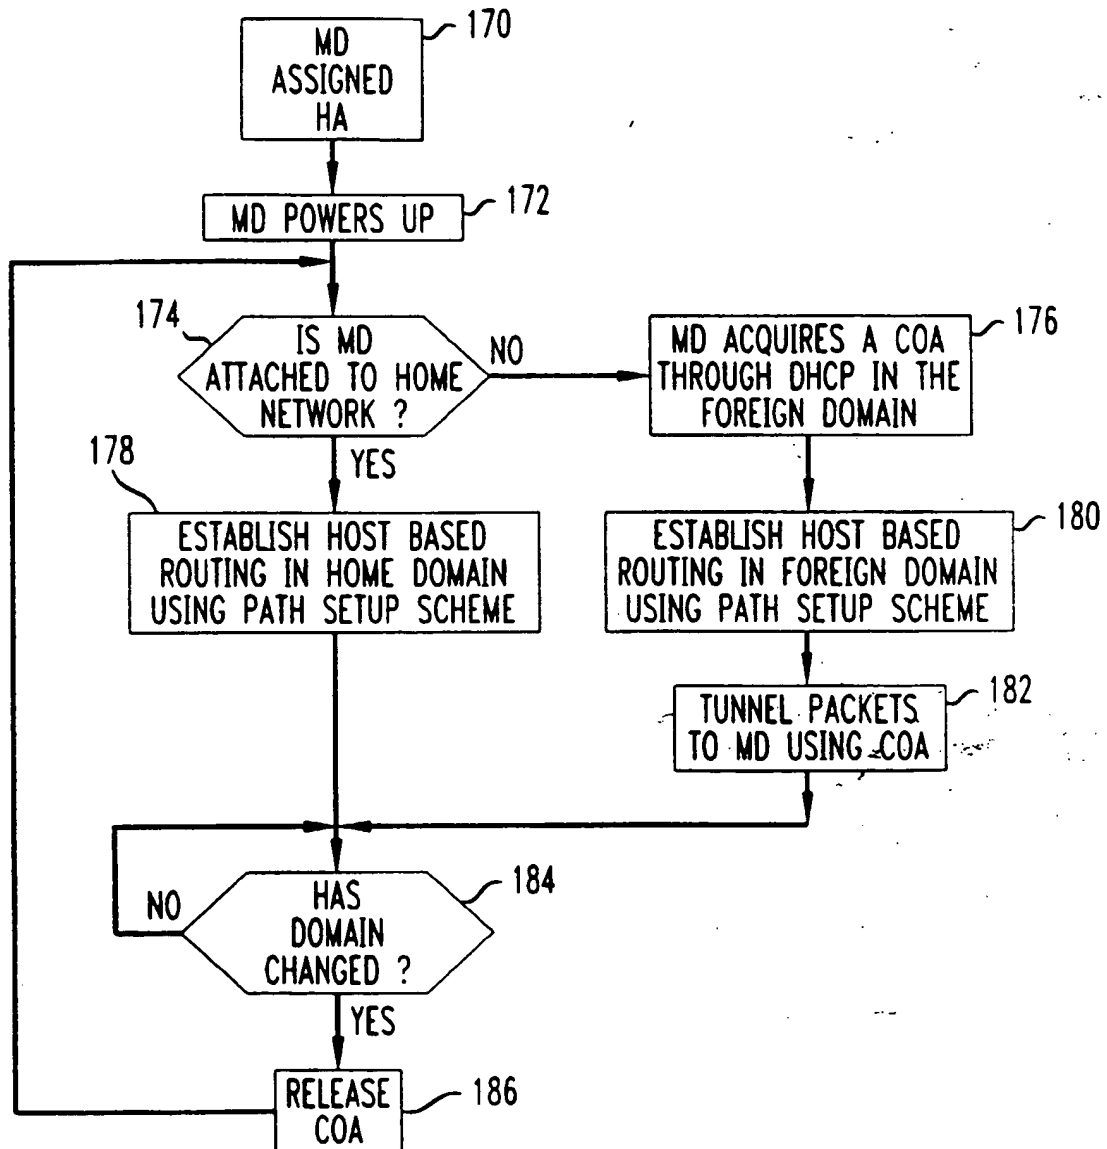 170
MD
ASSIGNED
HA
172
MD POWERS UP
174
IS MD
ATTACHED TO HOME
NETWORK ?
NO
YES
176
MD ACQUIRES A COA
THROUGH DHCP IN THE
FOREIGN DOMAIN
178
ESTABLISH HOST BASED
ROUTING IN HOME DOMAIN
USING PATH SETUP SCHEME
180
ESTABLISH HOST BASED
ROUTING IN FOREIGN DOMAIN
USING PATH SETUP SCHEME
182
TUNNEL PACKETS
TO MD USING COA
184
HAS
DOMAIN
CHANGED ?
NO
YES
RELEASE
COA
186